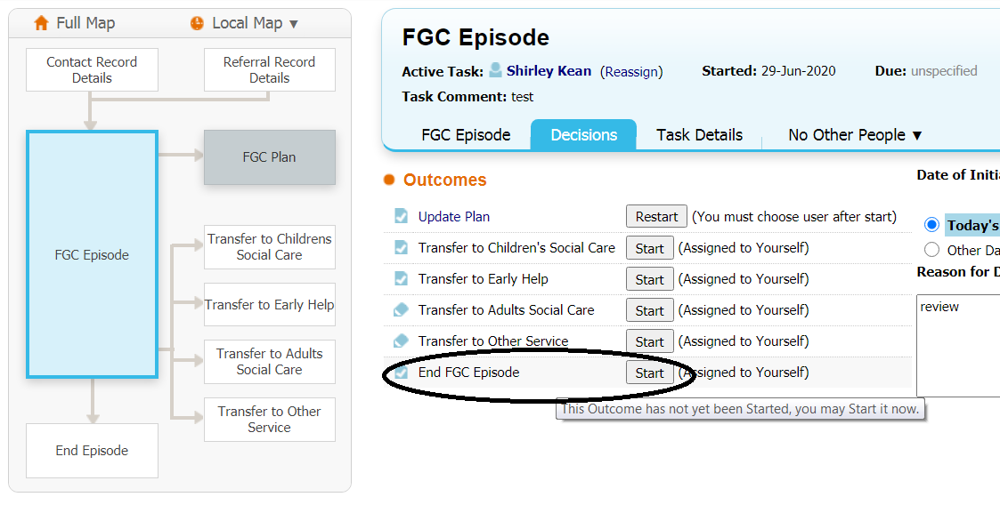 Full Map
Local Map ▼
Contact Record
Details
Referral Record
Details
FGC Episode
FGC Plan
Transfer to Childrens
Social Care
Transfer to Early Help
Transfer to Adults
Social Care
Transfer to Other
Service
End Episode
FGC Episode
Active Task: Shirley Kean (Reassign) Started: 29-Jun-2020 Due: unspecified
Task Comment: test
FGC Episode Decisions Task Details No Other People ▼
Outcomes
Update Plan Restart (You must choose user after start)
Transfer to Children's Social Care Start (Assigned to Yourself)
Transfer to Early Help Start (Assigned to Yourself)
Transfer to Adults Social Care Start (Assigned to Yourself)
Transfer to Other Service Start (Assigned to Yourself)
End FGC Episode Start (Assigned to Yourself)
This Outcome has not yet been Started, you may Start it now.
Date of Initia
Today's
Other Da
Reason for D
review